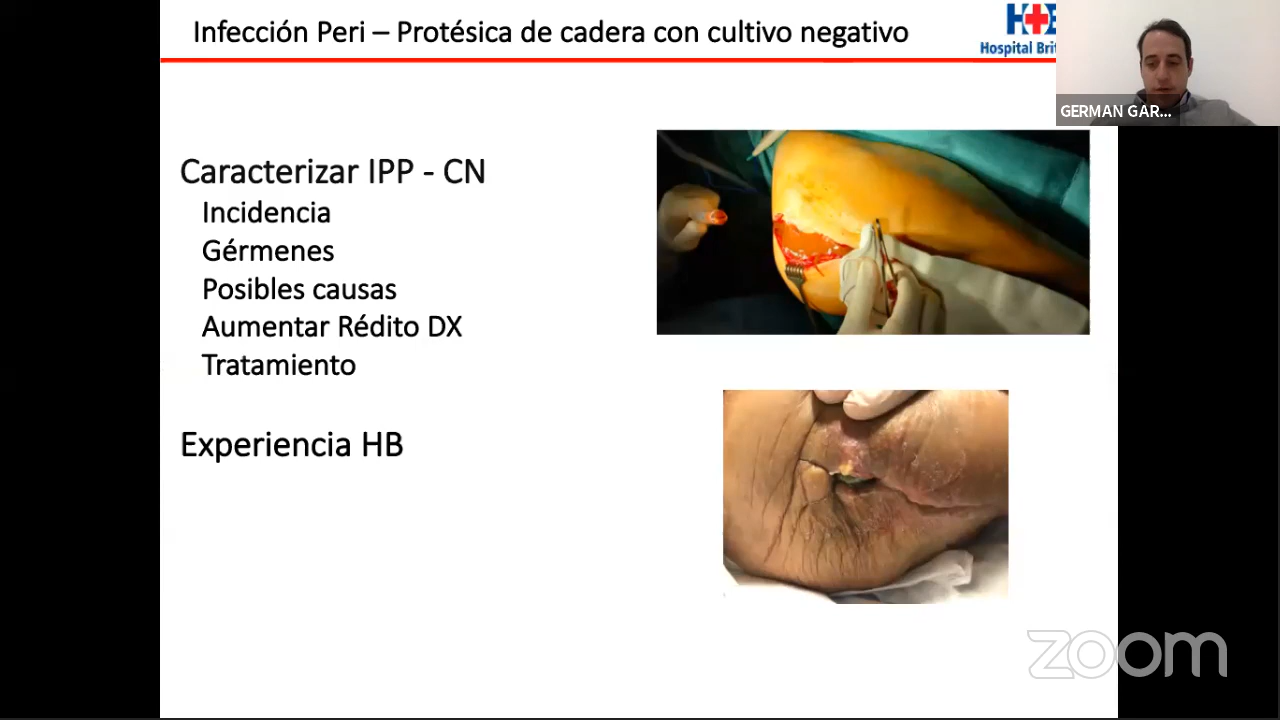 Infección Peri – Protésica de cadera con cultivo negativo
Hospital Brit
GERMAN GAR...
Caracterizar IPP - CN
Incidencia
Gérmenes
Posibles causas
Aumentar Rédito DX
Tratamiento
Experiencia HB
zoom